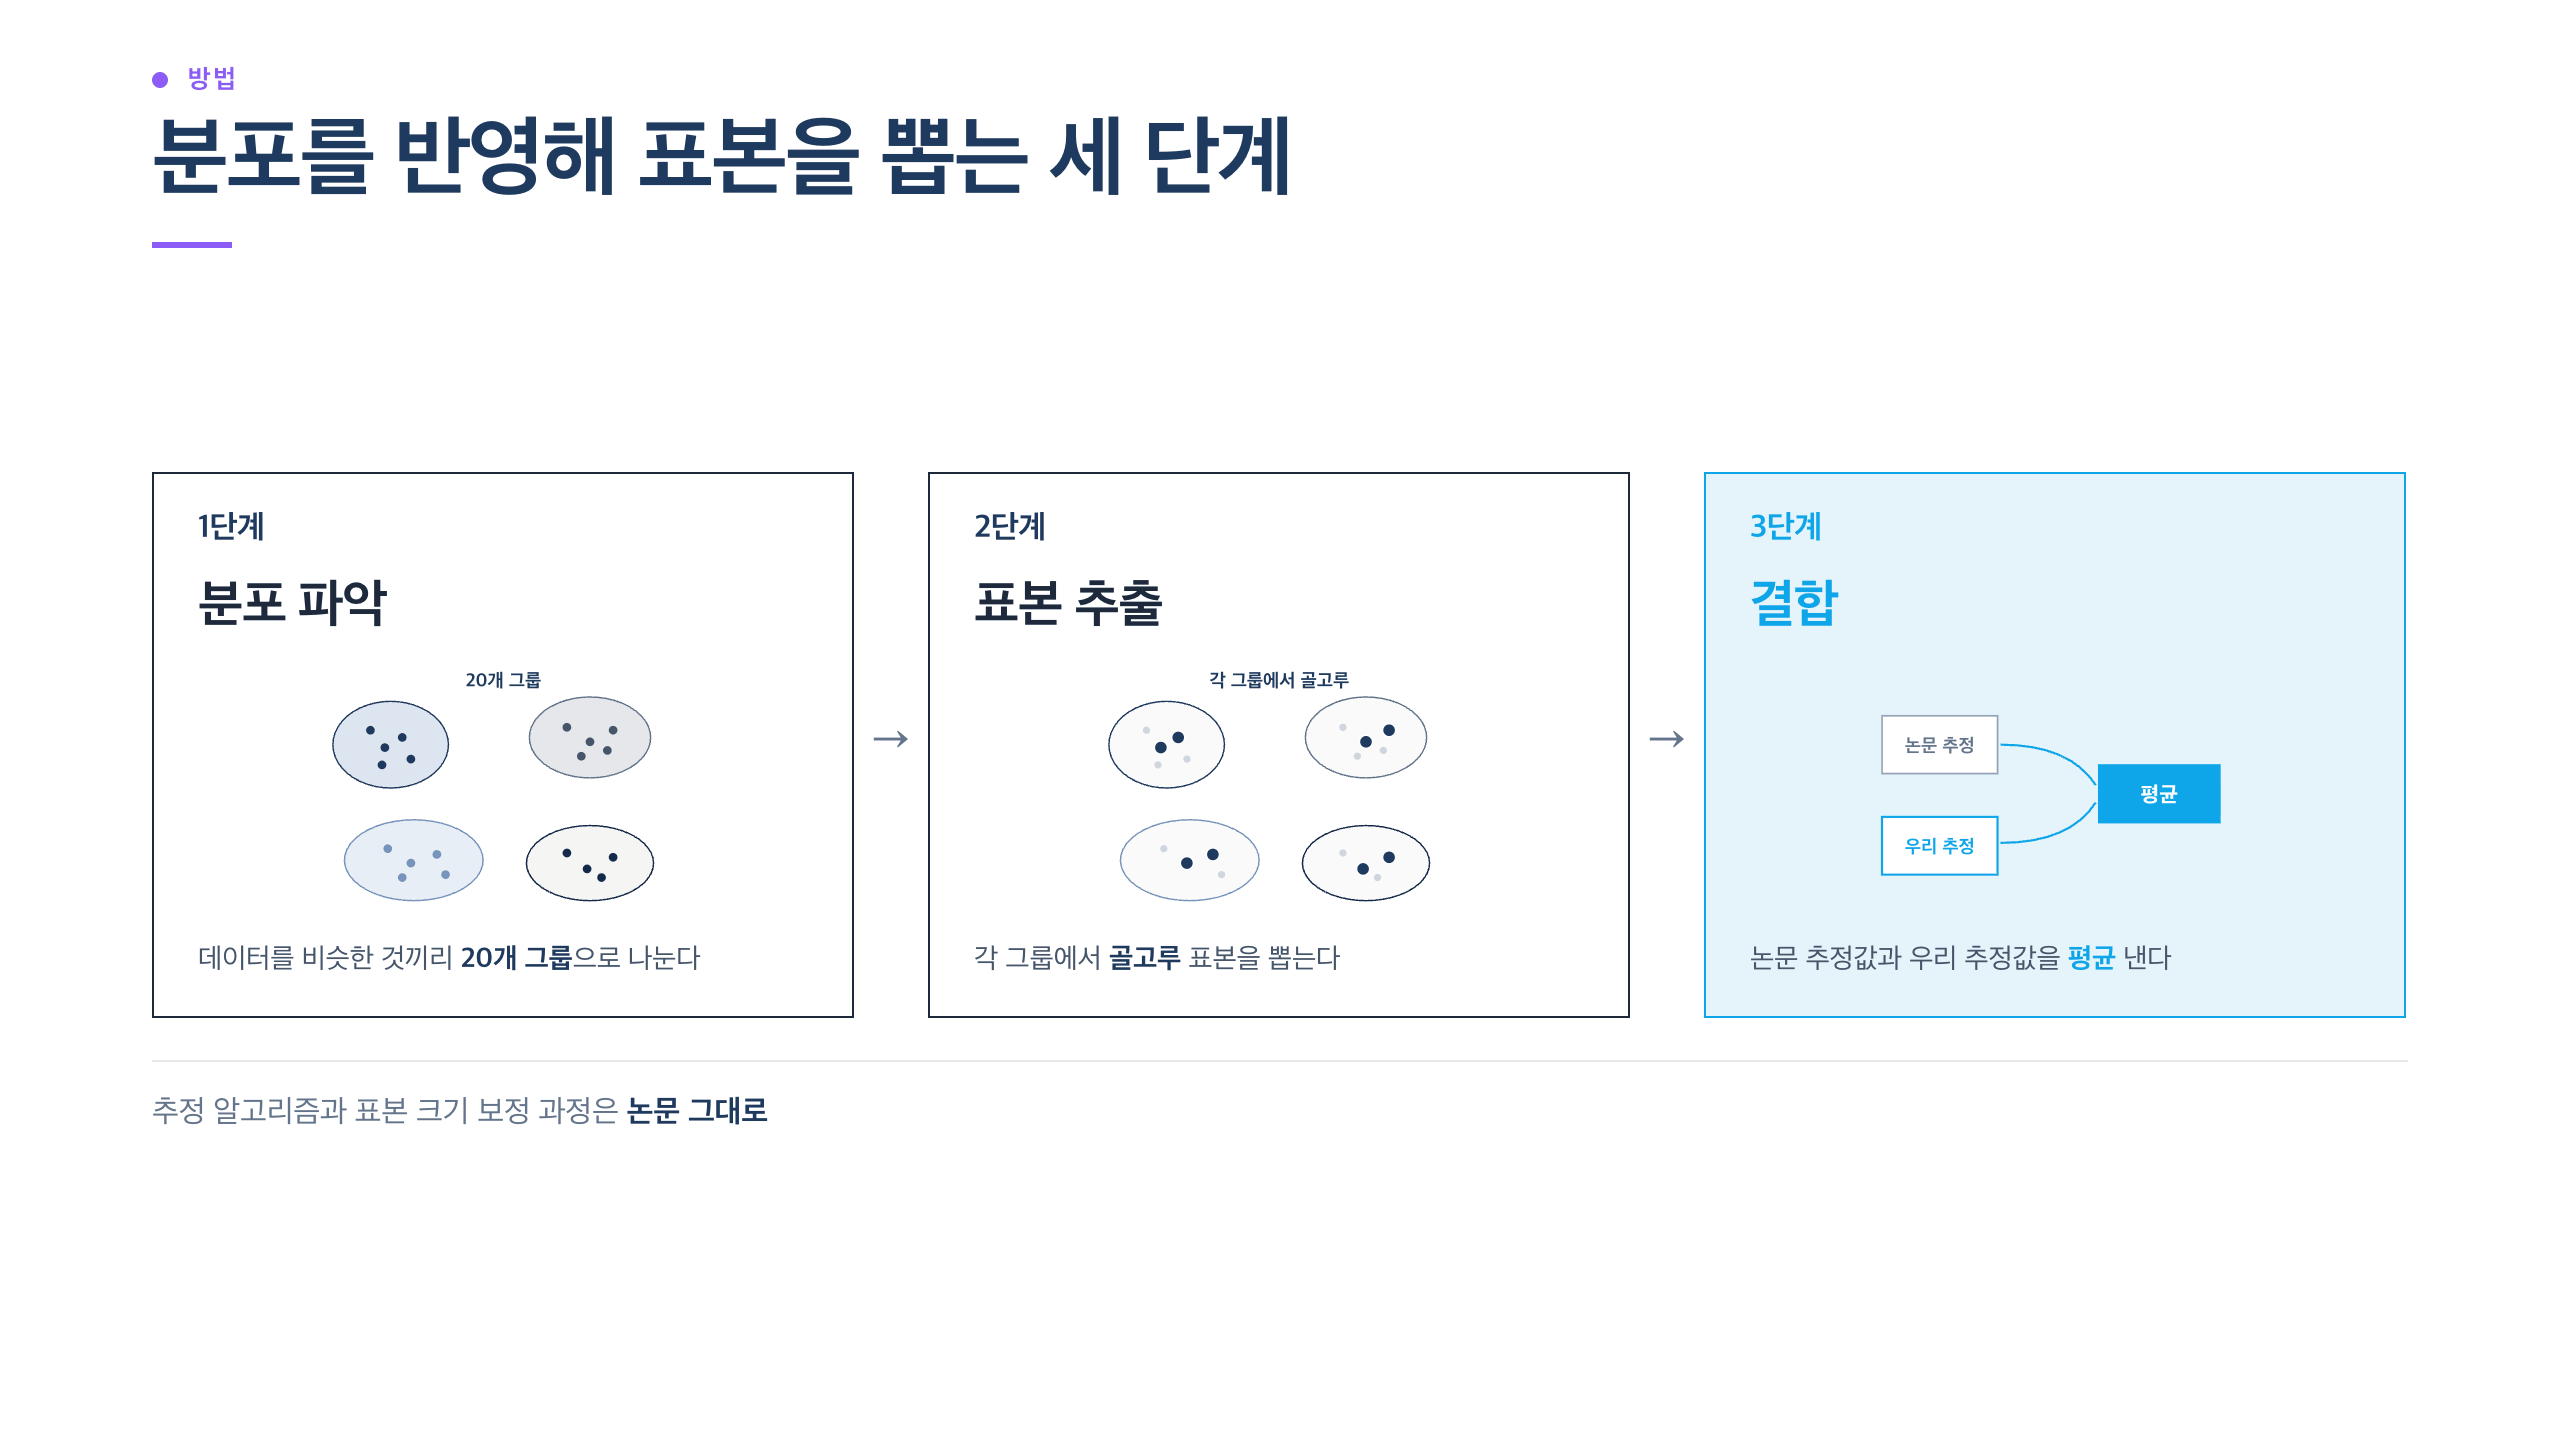 방법
분포를 반영해 표본을 뽑는 세 단계
1단계
분포 파악
20개 그룹
데이터를 비슷한 것끼리 20개 그룹으로 나눈다
→
2단계
표본 추출
각 그룹에서 골고루
각 그룹에서 골고루 표본을 뽑는다
→
3단계
결합
논문 추정
우리 추정
평균
논문 추정값과 우리 추정값을 평균 낸다
추정 알고리즘과 표본 크기 보정 과정은 논문 그대로